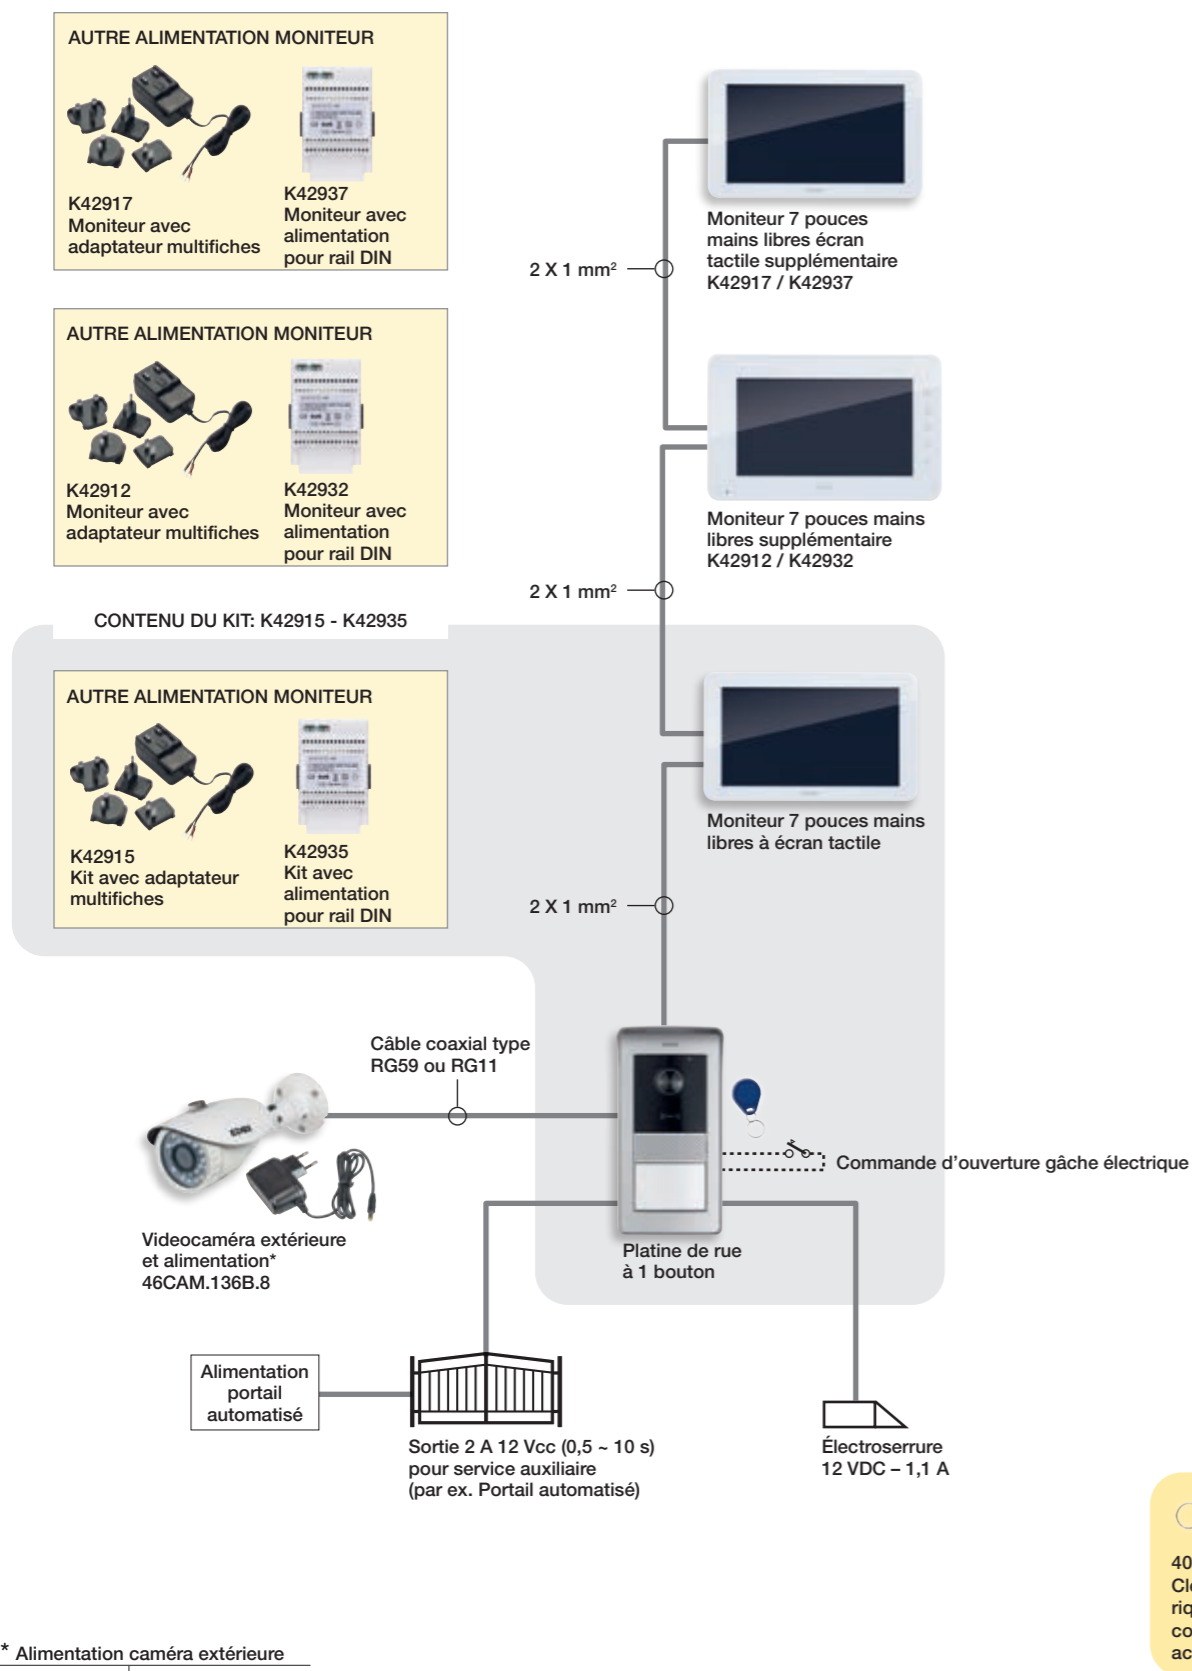 AUTRE ALIMENTATION MONITEUR
K42917
Moniteur avec
adaptateur multifiches
K42937
Moniteur avec
alimentation
pour rail DIN
Moniteur 7 pouces
mains libres écran
tactile supplémentaire
K42917 / K42937
2 X 1 mm²
AUTRE ALIMENTATION MONITEUR
K42912
Moniteur avec
adaptateur multifiches
K42932
Moniteur avec
alimentation
pour rail DIN
Moniteur 7 pouces mains
libres supplémentaire
K42912 / K42932
2 X 1 mm²
CONTENU DU KIT: K42915 - K42935
AUTRE ALIMENTATION MONITEUR
K42915
Kit avec adaptateur
multifiches
K42935
Kit avec
alimentation
pour rail DIN
Moniteur 7 pouces mains
libres à écran tactile
2 X 1 mm²
Câble coaxial type
RG59 ou RG11
Commande d'ouverture gâche électrique
Videocaméra extérieure
et alimentation*
46CAM.136B.8
Platine de rue
à 1 bouton
Alimentation
portail
automatisé
Sortie 2 A 12 Vcc (0,5 ~ 10 s)
pour service auxiliaire
(par ex. Portail automatisé)
Électroserrure
12 VDC – 1,1 A
40
Cl
riq
co
ac
* Alimentation caméra extérieure